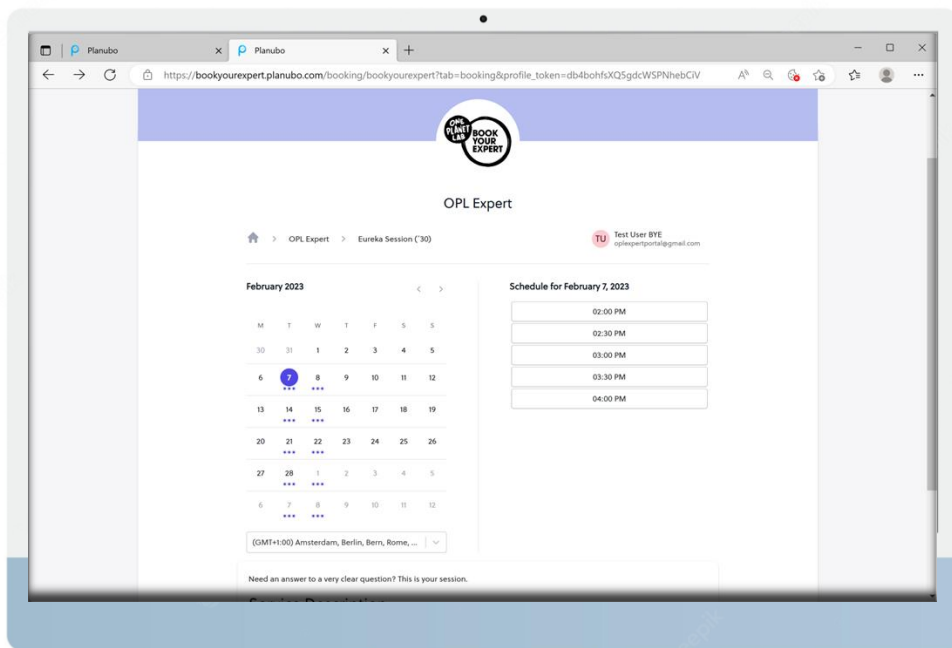 Planubo
Planubo
https://bookyourexpert.planubo.com/booking/bookyourexpert?tab=booking&profile_token=db4bohfsXQ5gdcWSPNhebCiV
ONE PLANET LAB
BOOK YOUR EXPERT
OPL Expert
OPL Expert > Eureka Session (´30)
TU Test User BYE
oplexpertportal@gmail.com
February 2023 < >
M T W T F S S
30 31 1 2 3 4 5
6 7 8 9 10 11 12
13 14 15 16 17 18 19
20 21 22 23 24 25 26
27 28 1 2 3 4 5
6 7 8 9 10 11 12
(GMT+1:00) Amsterdam, Berlin, Bern, Rome, ...
Schedule for February 7, 2023
02:00 PM
02:30 PM
03:00 PM
03:30 PM
04:00 PM
Need an answer to a very clear question? This is your session.